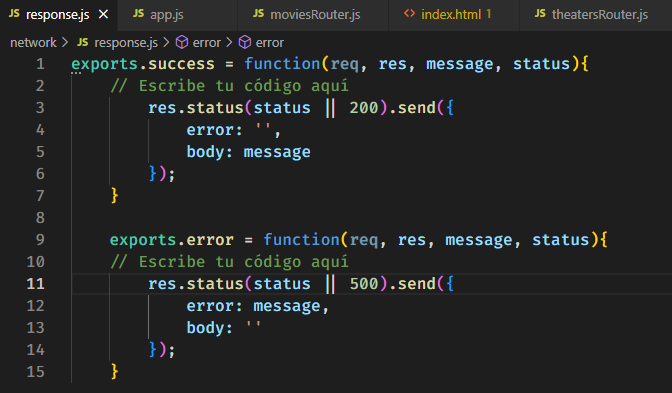 JS response.js JS app.js JS moviesRouter.js <> index.html 1 JS theatersRouter.js
network > JS response.js > error > error
1 exports.success = function(req, res, message, status){
2 // Escribe tu código aquí
3 res.status(status || 200).send({
4 error: '',
5 body: message
6 });
7 }
8
9 exports.error = function(req, res, message, status){
10 // Escribe tu código aquí
11 res.status(status || 500).send({
12 error: message,
13 body: ''
14 });
15 }